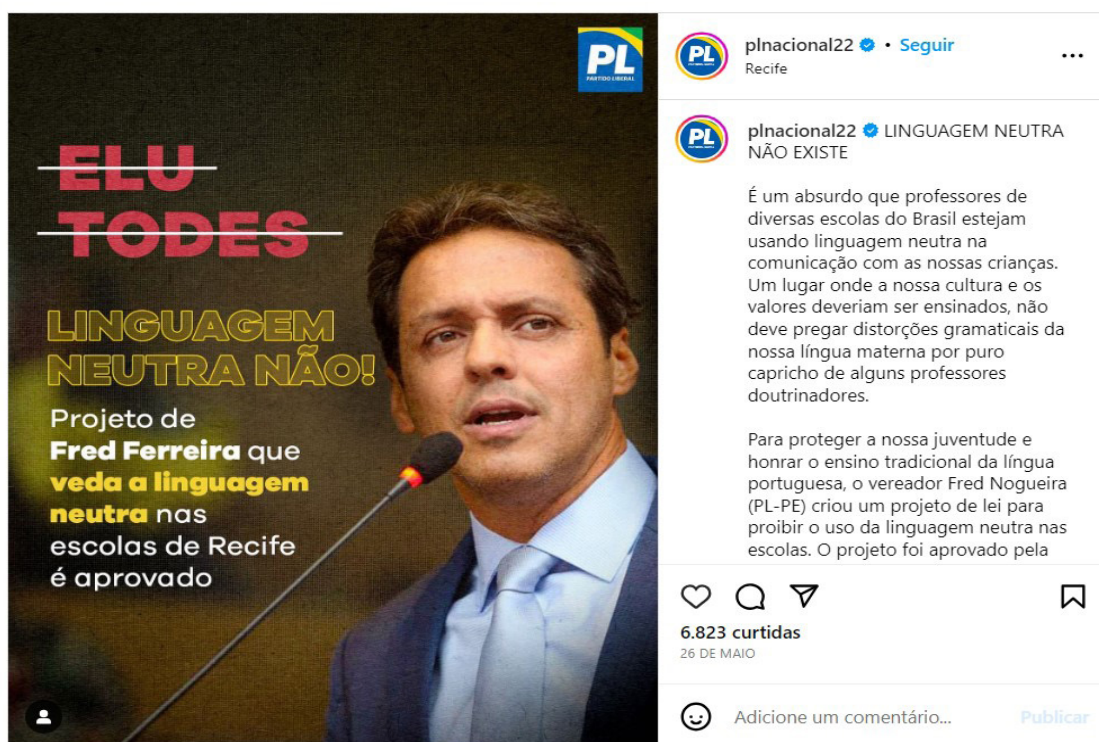 PL
PARTIDO LIBERAL
ELU
TODES
LINGUAGEM
NEUTRA NÃO!
Projeto de
Fred Ferreira que
veda a linguagem
neutra nas
escolas de Recife
é aprovado
PL
plnacional22 • Seguir
Recife
PL
plnacional22 LINGUAGEM NEUTRA
NÃO EXISTE
É um absurdo que professores de
diversas escolas do Brasil estejam
usando linguagem neutra na
comunicação com as nossas crianças.
Um lugar onde a nossa cultura e os
valores deveriam ser ensinados, não
deve pregar distorções gramaticais da
nossa língua materna por puro
capricho de alguns professores
doutrinadores.
Para proteger a nossa juventude e
honrar o ensino tradicional da língua
portuguesa, o vereador Fred Nogueira
(PL-PE) criou um projeto de lei para
proibir o uso da linguagem neutra nas
escolas. O projeto foi aprovado pela
6.823 curtidas
26 DE MAIO
Adicione um comentário...
Publicar